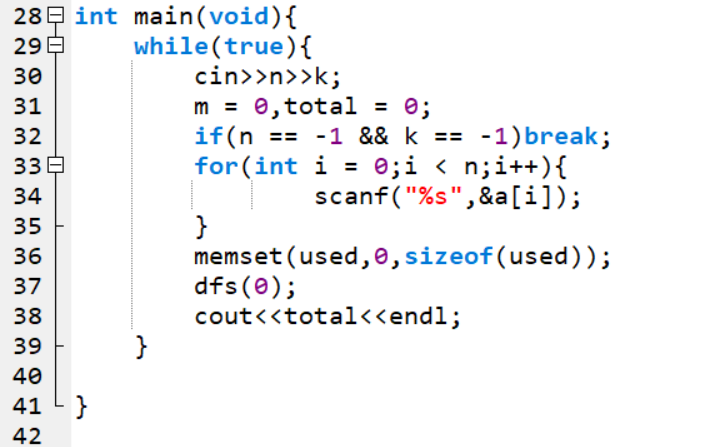 28 int main(void){
29 while(true){
30 cin>>n>>k;
31 m = 0,total = 0;
32 if(n == -1 && k == -1)break;
33 for(int i = 0;i < n;i++){
34 scanf("%s",&a[i]);
35 }
36 memset(used,0,sizeof(used));
37 dfs(0);
38 cout<<total<<endl;
39 }
40
41 }
42